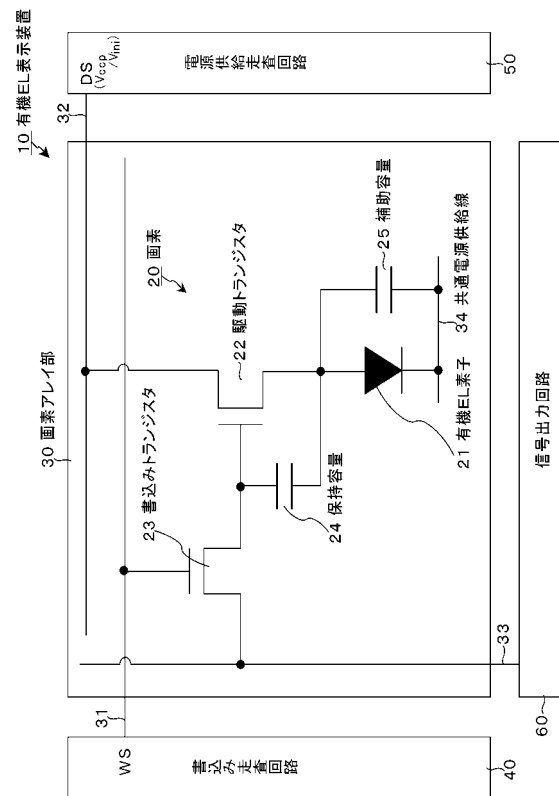 10 有機EL表示装置
30 画素アレイ部
32
DS
(Vccp
/Vini)
電源供給走査回路
50
20 画素
22 駆動トランジスタ
23 書込みトランジスタ
24 保持容量
25 補助容量
21 有機EL素子
34 共通電源供給線
31
WS
書込み走査回路
40
33
信号出力回路
60